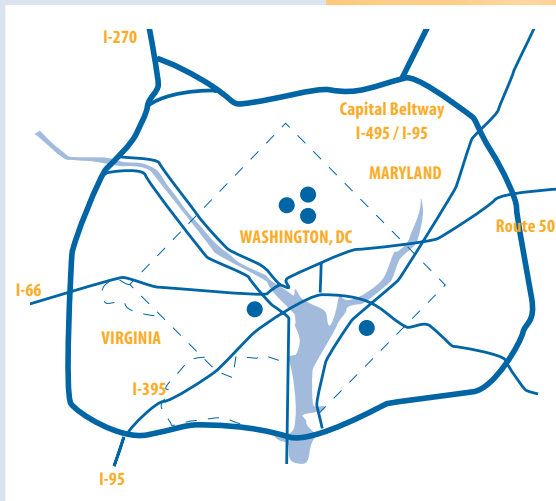 I-270
Capital Beltway
I-495 / I-95
MARYLAND
Route 50
WASHINGTON, DC
I-66
VIRGINIA
I-395
I-95